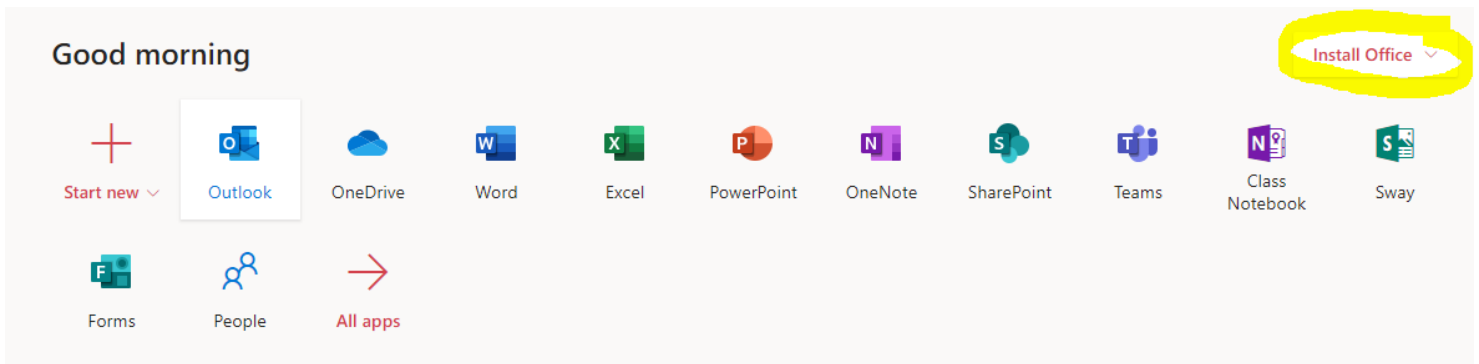 Good morning
Install Office
Start new
Outlook
OneDrive
Word
Excel
PowerPoint
OneNote
SharePoint
Teams
Class
Notebook
Sway
Forms
People
All apps